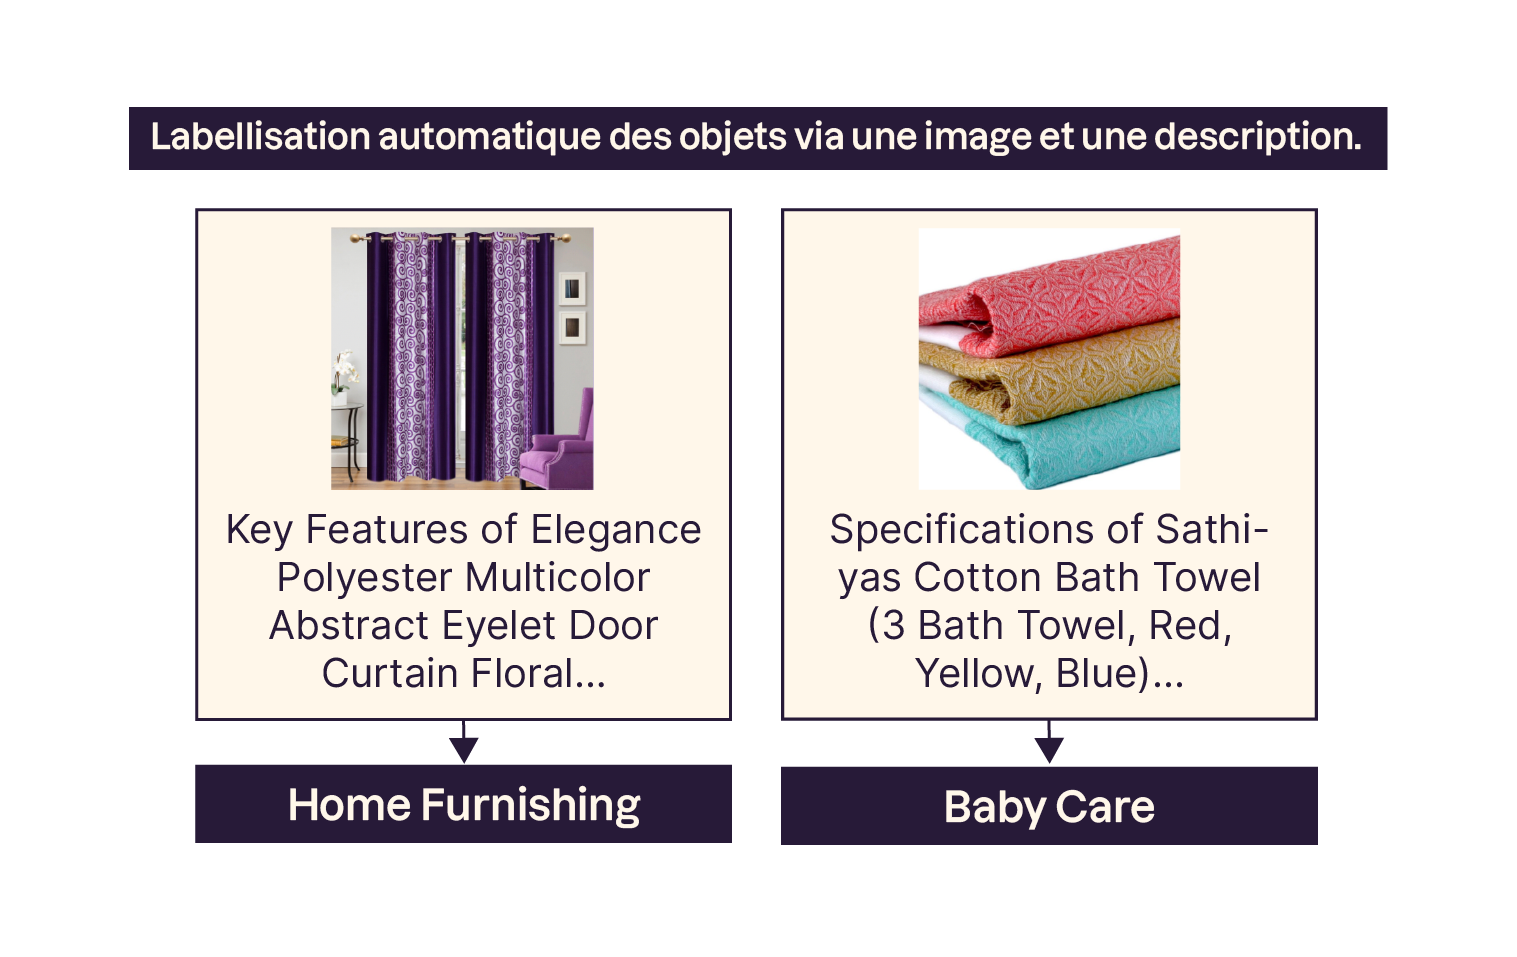 Labellisation automatique des objets via une image et une description.
Key Features of Elegance
Polyester Multicolor
Abstract Eyelet Door
Curtain Floral...
Home Furnishing
Specifications of Sathi-
yas Cotton Bath Towel
(3 Bath Towel, Red,
Yellow, Blue)...
Baby Care